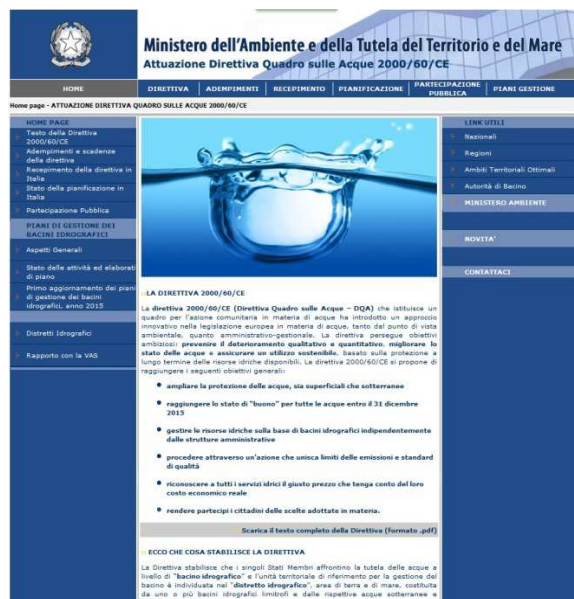 Ministero dell'Ambiente e della Tutela del Territorio e del Mare
Attuazione Direttiva Quadro sulle Acque 2000/60/CE
HOME
DIRETTIVA
ADEMPIMENTI
RECEPIMENTO
PIANIFICAZIONE
PARTECIPAZIONE
PUBBLICA
PIANI GESTIONE
Home page - ATTUAZIONE DIRETTIVA QUADRO SULLE ACQUE 2000/60/CE
HOME PAGE
Testo della Direttiva
2000/60/CE
Adempimenti e scadenze
della direttiva
Recepimento della direttiva in
Italia
Stato della pianificazione in
Italia
Partecipazione Pubblica
PIANI DI GESTIONE DEI
BACINI IDROGRAFICI
Aspetti Generali
Stato delle attività ed elaborati
di piano
Primo aggiornamento dei piani
di gestione dei bacini
idrografici, anno 2015
Distretti Idrografici
Rapporto con la VAS
LA DIRETTIVA 2000/60/CE
La direttiva 2000/60/CE (Direttiva Quadro sulle Acque – DQA) che istituisce un
quadro per l'azione comunitaria in materia di acque ha introdotto un approccio
innovativo nella legislazione europea in materia di acque, tanto dal punto di vista
ambientale, quanto amministrativo-gestionale. La direttiva persegue obiettivi
ambiziosi: prevenire il deterioramento qualitativo e quantitativo, migliorare lo
stato delle acque e assicurare un utilizzo sostenibile, basato sulla protezione a
lungo termine delle risorse idriche disponibili. La direttiva 2000/60/CE si propone di
raggiungere i seguenti obiettivi generali:
• ampliare la protezione delle acque, sia superficiali che sotterranee
• raggiungere lo stato di "buono" per tutte le acque entro il 31 dicembre
2015
• gestire le risorse idriche sulla base di bacini idrografici indipendentemente
dalle strutture amministrative
• procedere attraverso un'azione che unisca limiti delle emissioni e standard
di qualità
• riconoscere a tutti i servizi idrici il giusto prezzo che tenga conto del loro
costo economico reale
• rendere partecipi i cittadini delle scelte adottate in materia.
Scarica il testo completo della Direttiva (formato .pdf)
ECCO CHE COSA STABILISCE LA DIRETTIVA
La Direttiva stabilisce che i singoli Stati Membri affrontino la tutela delle acque a
livello di "bacino idrografico" e l'unità territoriale di riferimento per la gestione del
bacino è individuata nel "distretto idrografico", area di terra e di mare, costituita
da uno o più bacini idrografici limitrofi e dalle rispettive acque sotterranee e
LINK UTILI
Nazionali
Regioni
Ambiti Territoriali Ottimali
Autorità di Bacino
MINISTERO AMBIENTE
NOVITA'
CONTATTACI